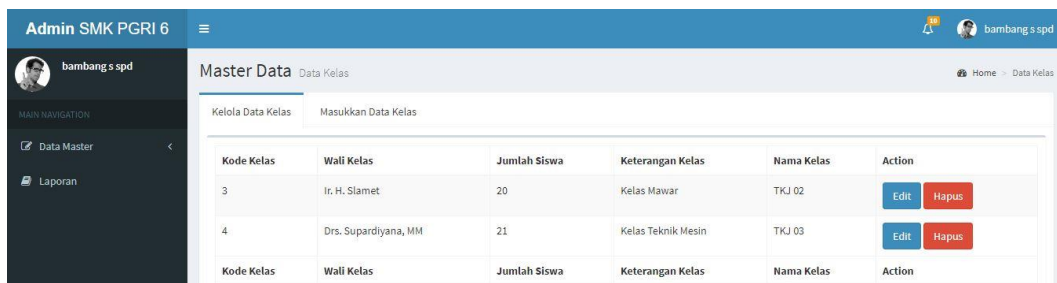 Admin SMK PGRI 6
10
bambang s spd
bambang s spd
Master Data Data Kelas
Home > Data Kelas
MAIN NAVIGATION
Kelola Data Kelas Masukkan Data Kelas
Data Master
Laporan
Kode Kelas Wali Kelas Jumlah Siswa Keterangan Kelas Nama Kelas Action
3 Ir. H. Slamet 20 Kelas Mawar TKJ 02 Edit Hapus
4 Drs. Supardiyana, MM 21 Kelas Teknik Mesin TKJ 03 Edit Hapus
Kode Kelas Wali Kelas Jumlah Siswa Keterangan Kelas Nama Kelas Action